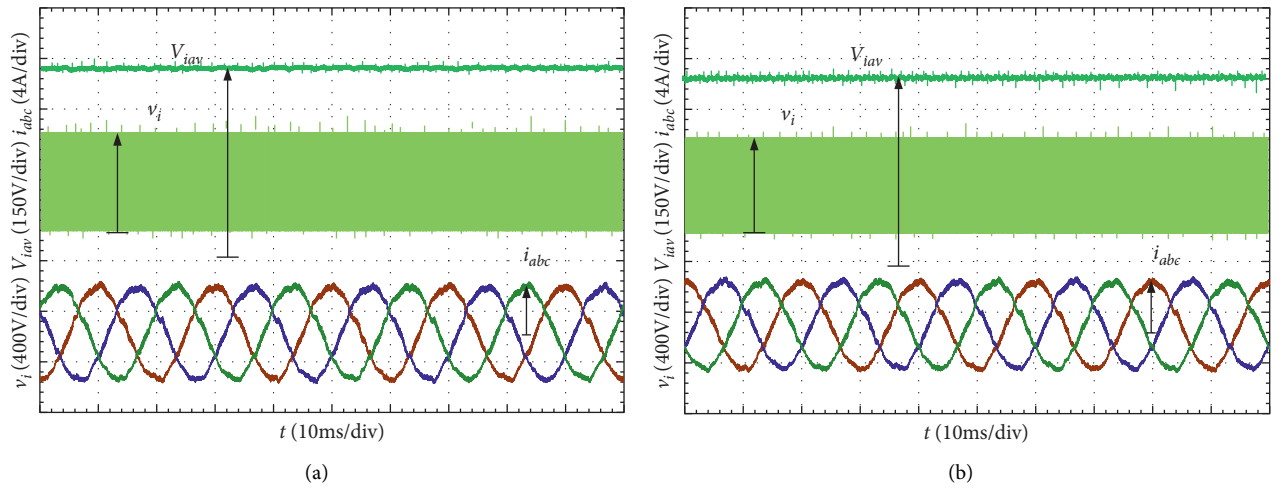 v_i (400V/div) V_iav (150V/div) i_abc (4A/div)
V_iav
v_i
i_abc
t (10ms/div)
(a)
v_i (400V/div) V_iav (150V/div) i_abc (4A/div)
V_iav
v_i
i_abc
t (10ms/div)
(b)